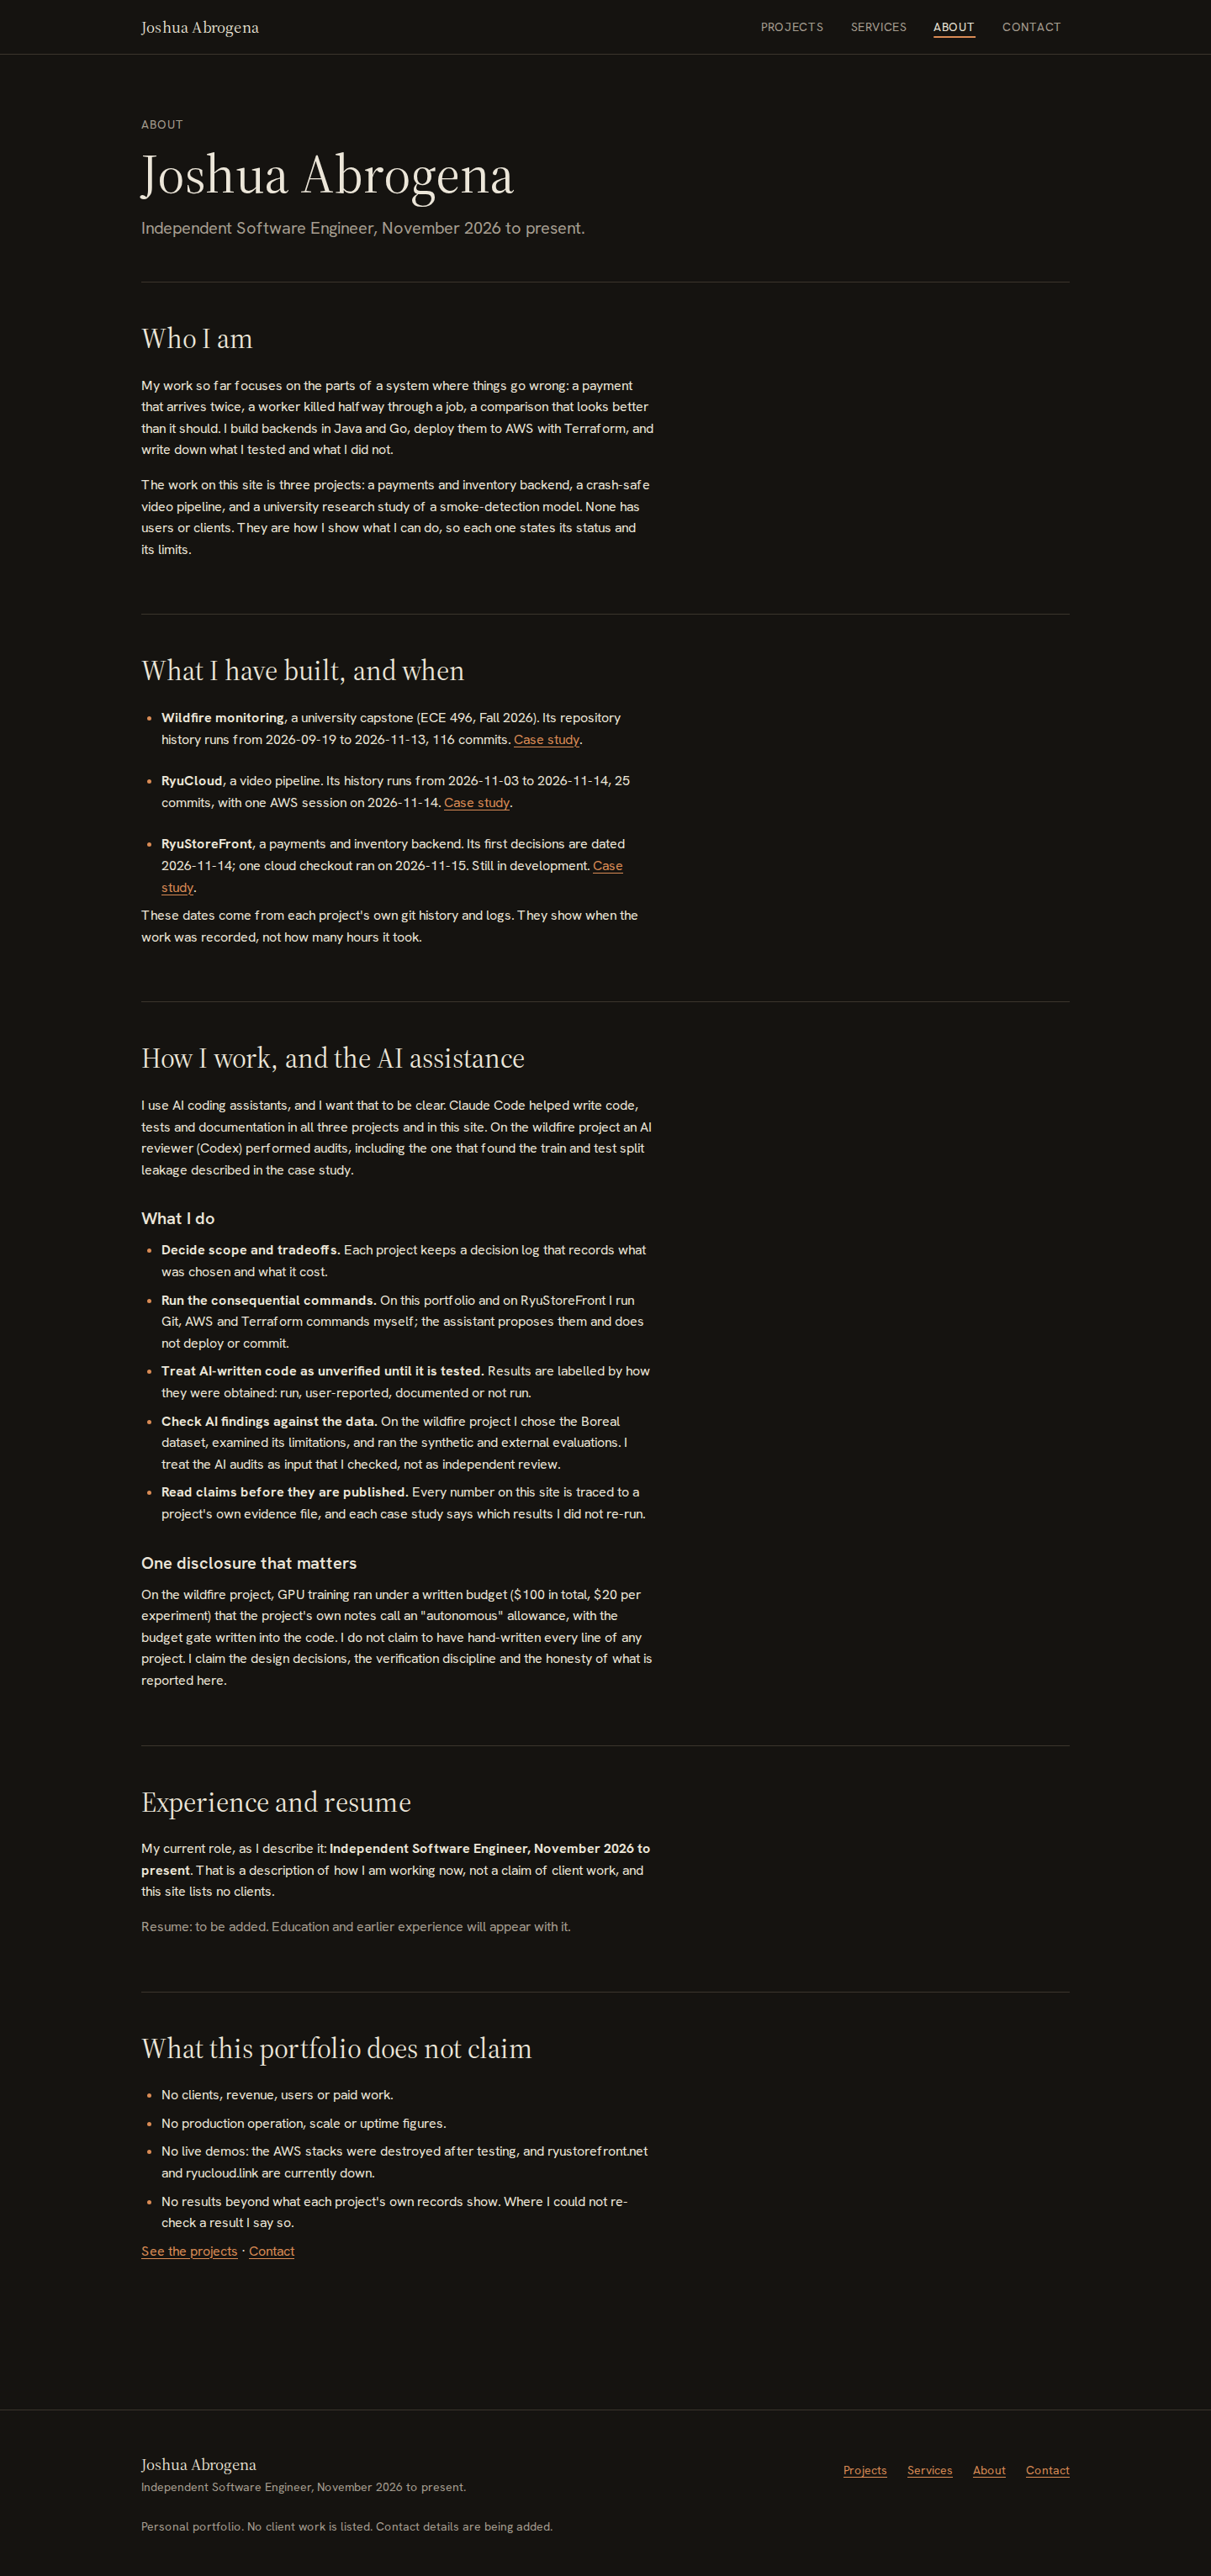 Joshua Abrogena
PROJECTS SERVICES ABOUT CONTACT
ABOUT
Joshua Abrogena
Independent Software Engineer, November 2026 to present.
Who I am
My work so far focuses on the parts of a system where things go wrong: a payment
that arrives twice, a worker killed halfway through a job, a comparison that looks better
than it should. I build backends in Java and Go, deploy them to AWS with Terraform, and
write down what I tested and what I did not.
The work on this site is three projects: a payments and inventory backend, a crash-safe
video pipeline, and a university research study of a smoke-detection model. None has
users or clients. They are how I show what I can do, so each one states its status and
its limits.
What I have built, and when
• Wildfire monitoring, a university capstone (ECE 496, Fall 2026). Its repository
history runs from 2026-09-19 to 2026-11-13, 116 commits. Case study.
• RyuCloud, a video pipeline. Its history runs from 2026-11-03 to 2026-11-14, 25
commits, with one AWS session on 2026-11-14. Case study.
• RyuStoreFront, a payments and inventory backend. Its first decisions are dated
2026-11-14; one cloud checkout ran on 2026-11-15. Still in development. Case
study.
These dates come from each project's own git history and logs. They show when the
work was recorded, not how many hours it took.
How I work, and the AI assistance
I use AI coding assistants, and I want that to be clear. Claude Code helped write code,
tests and documentation in all three projects and in this site. On the wildfire project an AI
reviewer (Codex) performed audits, including the one that found the train and test split
leakage described in the case study.
What I do
• Decide scope and tradeoffs. Each project keeps a decision log that records what
was chosen and what it cost.
• Run the consequential commands. On this portfolio and on RyuStoreFront I run
Git, AWS and Terraform commands myself; the assistant proposes them and does
not deploy or commit.
• Treat AI-written code as unverified until it is tested. Results are labelled by how
they were obtained: run, user-reported, documented or not run.
• Check AI findings against the data. On the wildfire project I chose the Boreal
dataset, examined its limitations, and ran the synthetic and external evaluations. I
treat the AI audits as input that I checked, not as independent review.
• Read claims before they are published. Every number on this site is traced to a
project's own evidence file, and each case study says which results I did not re-run.
One disclosure that matters
On the wildfire project, GPU training ran under a written budget ($100 in total, $20 per
experiment) that the project's own notes call an "autonomous" allowance, with the
budget gate written into the code. I do not claim to have hand-written every line of any
project. I claim the design decisions, the verification discipline and the honesty of what is
reported here.
Experience and resume
My current role, as I describe it: Independent Software Engineer, November 2026 to
present. That is a description of how I am working now, not a claim of client work, and
this site lists no clients.
Resume: to be added. Education and earlier experience will appear with it.
What this portfolio does not claim
• No clients, revenue, users or paid work.
• No production operation, scale or uptime figures.
• No live demos: the AWS stacks were destroyed after testing, and ryustorefront.net
and ryucloud.link are currently down.
• No results beyond what each project's own records show. Where I could not re-
check a result I say so.
See the projects · Contact
Joshua Abrogena
Independent Software Engineer, November 2026 to present.
Projects Services About Contact
Personal portfolio. No client work is listed. Contact details are being added.